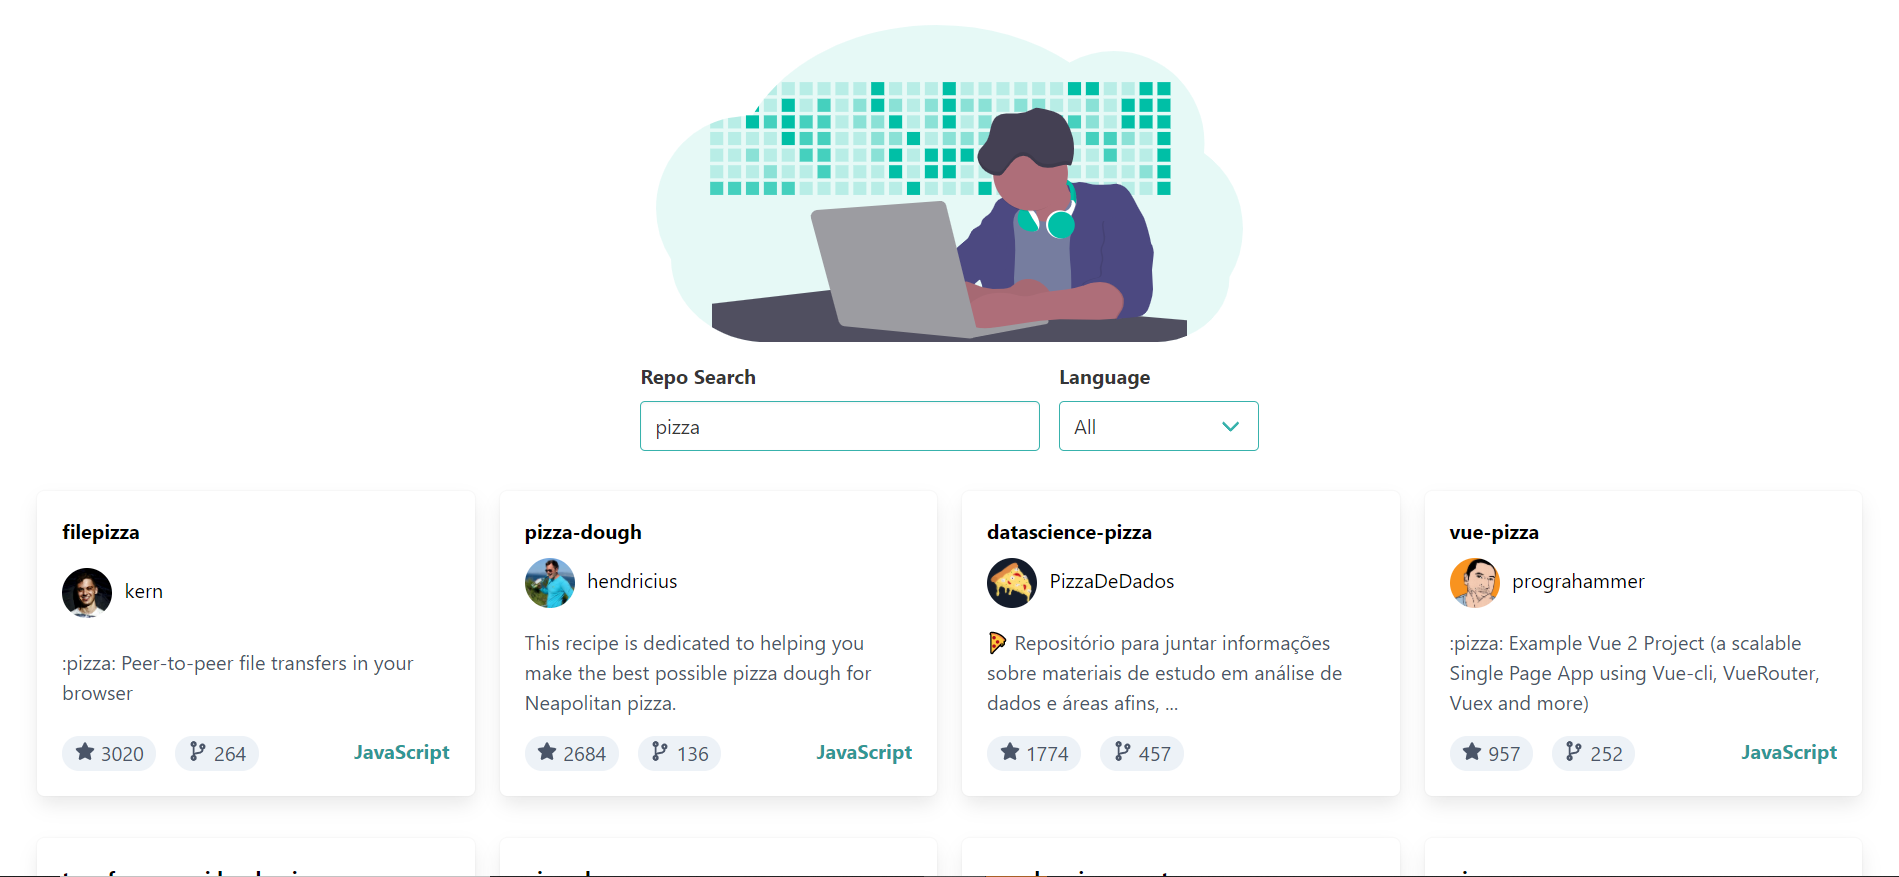 Repo Search
Language
pizza
All
filepizza
kern
:pizza: Peer-to-peer file transfers in your
browser
3020
264
JavaScript
pizza-dough
hendricius
This recipe is dedicated to helping you
make the best possible pizza dough for
Neapolitan pizza.
2684
136
JavaScript
datascience-pizza
PizzaDeDados
🍕 Repositório para juntar informações
sobre materiais de estudo em análise de
dados e áreas afins, ...
1774
457
vue-pizza
prograhammer
:pizza: Example Vue 2 Project (a scalable
Single Page App using Vue-cli, VueRouter,
Vuex and more)
957
252
JavaScript